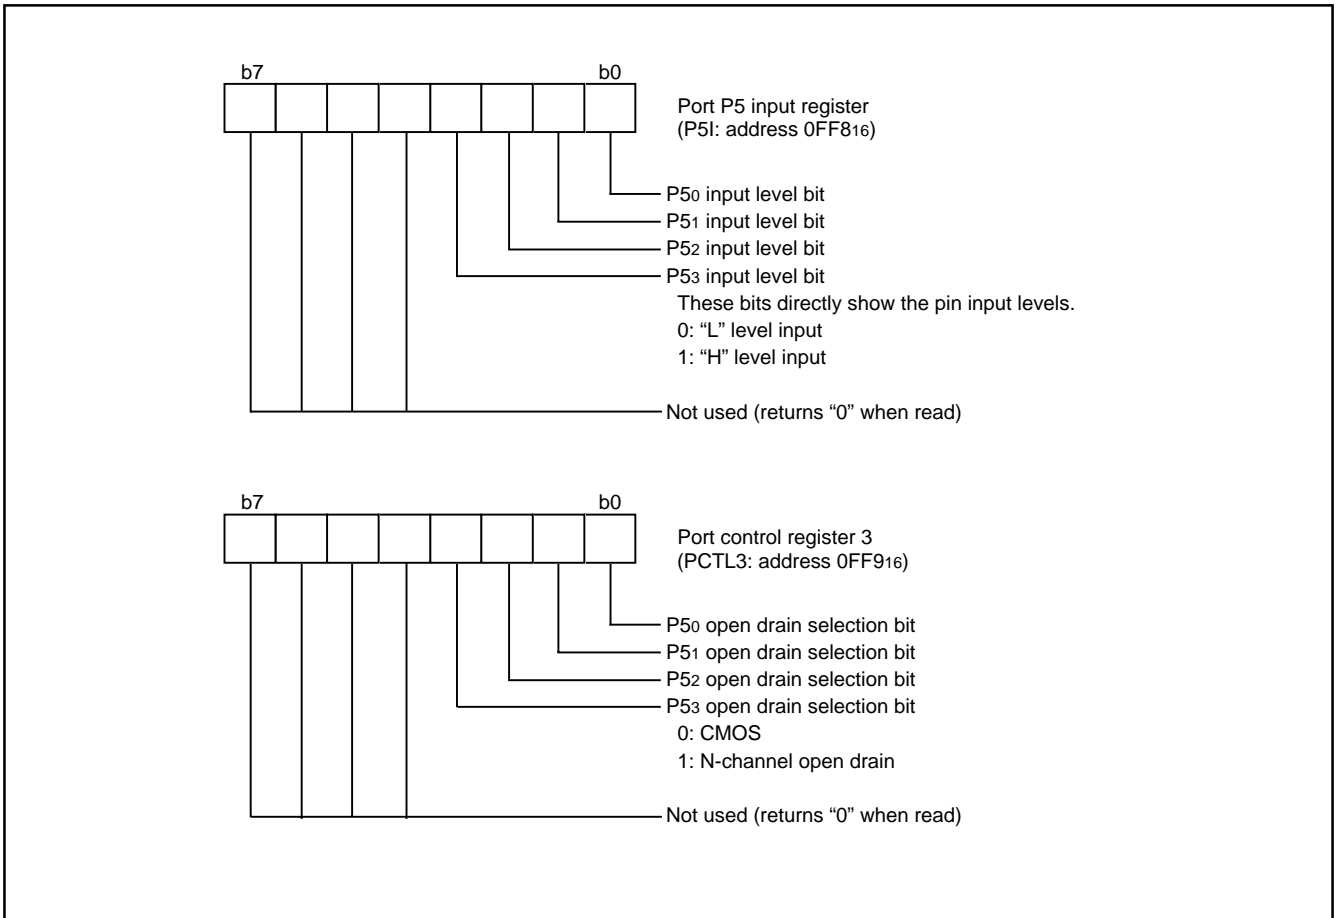 b7 b0
Port P5 input register
(P5I: address 0FF816)
P50 input level bit
P51 input level bit
P52 input level bit
P53 input level bit
These bits directly show the pin input levels.
0: “L” level input
1: “H” level input
Not used (returns “0” when read)
b7 b0
Port control register 3
(PCTL3: address 0FF916)
P50 open drain selection bit
P51 open drain selection bit
P52 open drain selection bit
P53 open drain selection bit
0: CMOS
1: N-channel open drain
Not used (returns “0” when read)